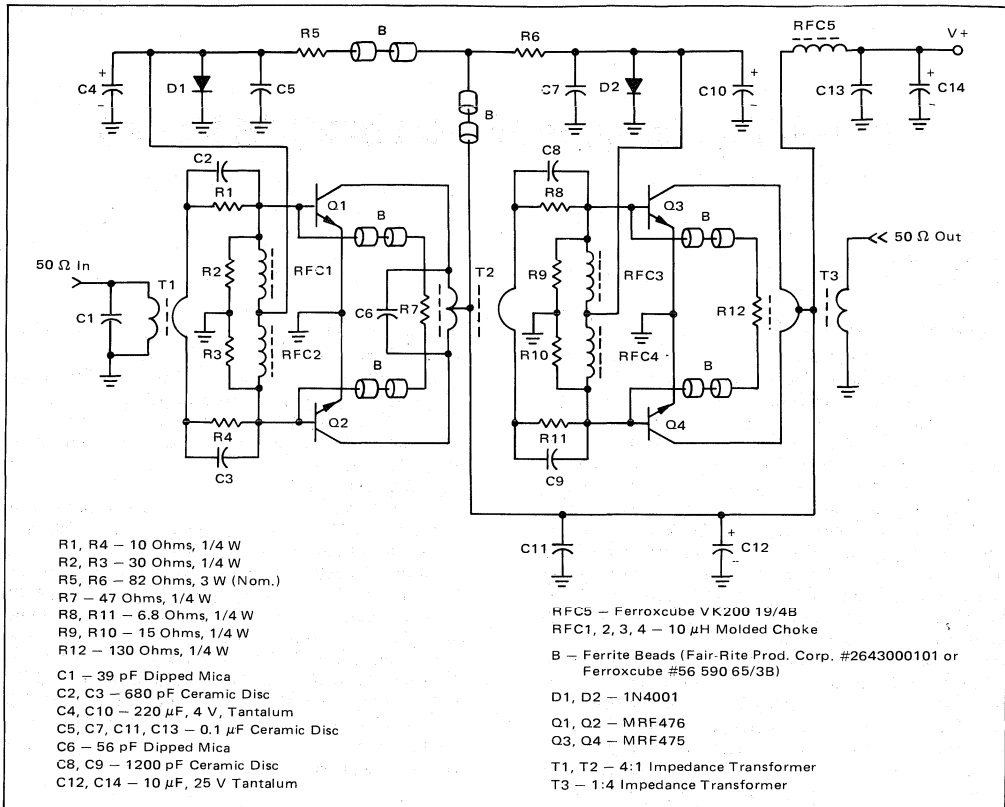 R5
B
R6
RFC5
V+
C4
+
-
D1
C5
C7
D2
C10
+
-
C13
+
C14
-
B
C2
R1
Q1
B
C8
R8
Q3
B
50 Ω Out
50 Ω In
T1
C1
R2
RFC1
R3
RFC2
C6
R7
T2
R9
RFC3
R10
RFC4
R12
T3
B
B
R4
Q2
C3
R11
Q4
C9
C11
+
C12
--
R1, R4 – 10 Ohms, 1/4 W
R2, R3 – 30 Ohms, 1/4 W
R5, R6 – 82 Ohms, 3 W (Nom.)
R7 – 47 Ohms, 1/4 W
R8, R11 – 6.8 Ohms, 1/4 W
R9, R10 – 15 Ohms, 1/4 W
R12 – 130 Ohms, 1/4 W
C1 – 39 pF Dipped Mica
C2, C3 – 680 pF Ceramic Disc
C4, C10 – 220 μF, 4 V, Tantalum
C5, C7, C11, C13 – 0.1 μF Ceramic Disc
C6 – 56 pF Dipped Mica
C8, C9 – 1200 pF Ceramic Disc
C12, C14 – 10 μF, 25 V Tantalum
RFC5 – Ferroxcube VK200 19/4B
RFC1, 2, 3, 4 – 10 μH Molded Choke
B – Ferrite Beads (Fair-Rite Prod. Corp. #2643000101 or
Ferroxcube #56 590 65/3B)
D1, D2 – 1N4001
Q1, Q2 – MRF476
Q3, Q4 – MRF475
T1, T2 – 4:1 Impedance Transformer
T3 – 1:4 Impedance Transformer